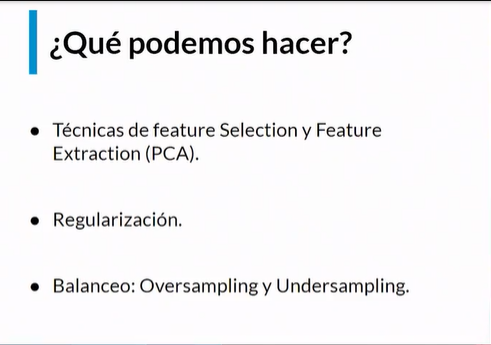 ¿Qué podemos hacer?
● Técnicas de feature Selection y Feature
Extraction (PCA).
● Regularización.
● Balanceo: Oversampling y Undersampling.